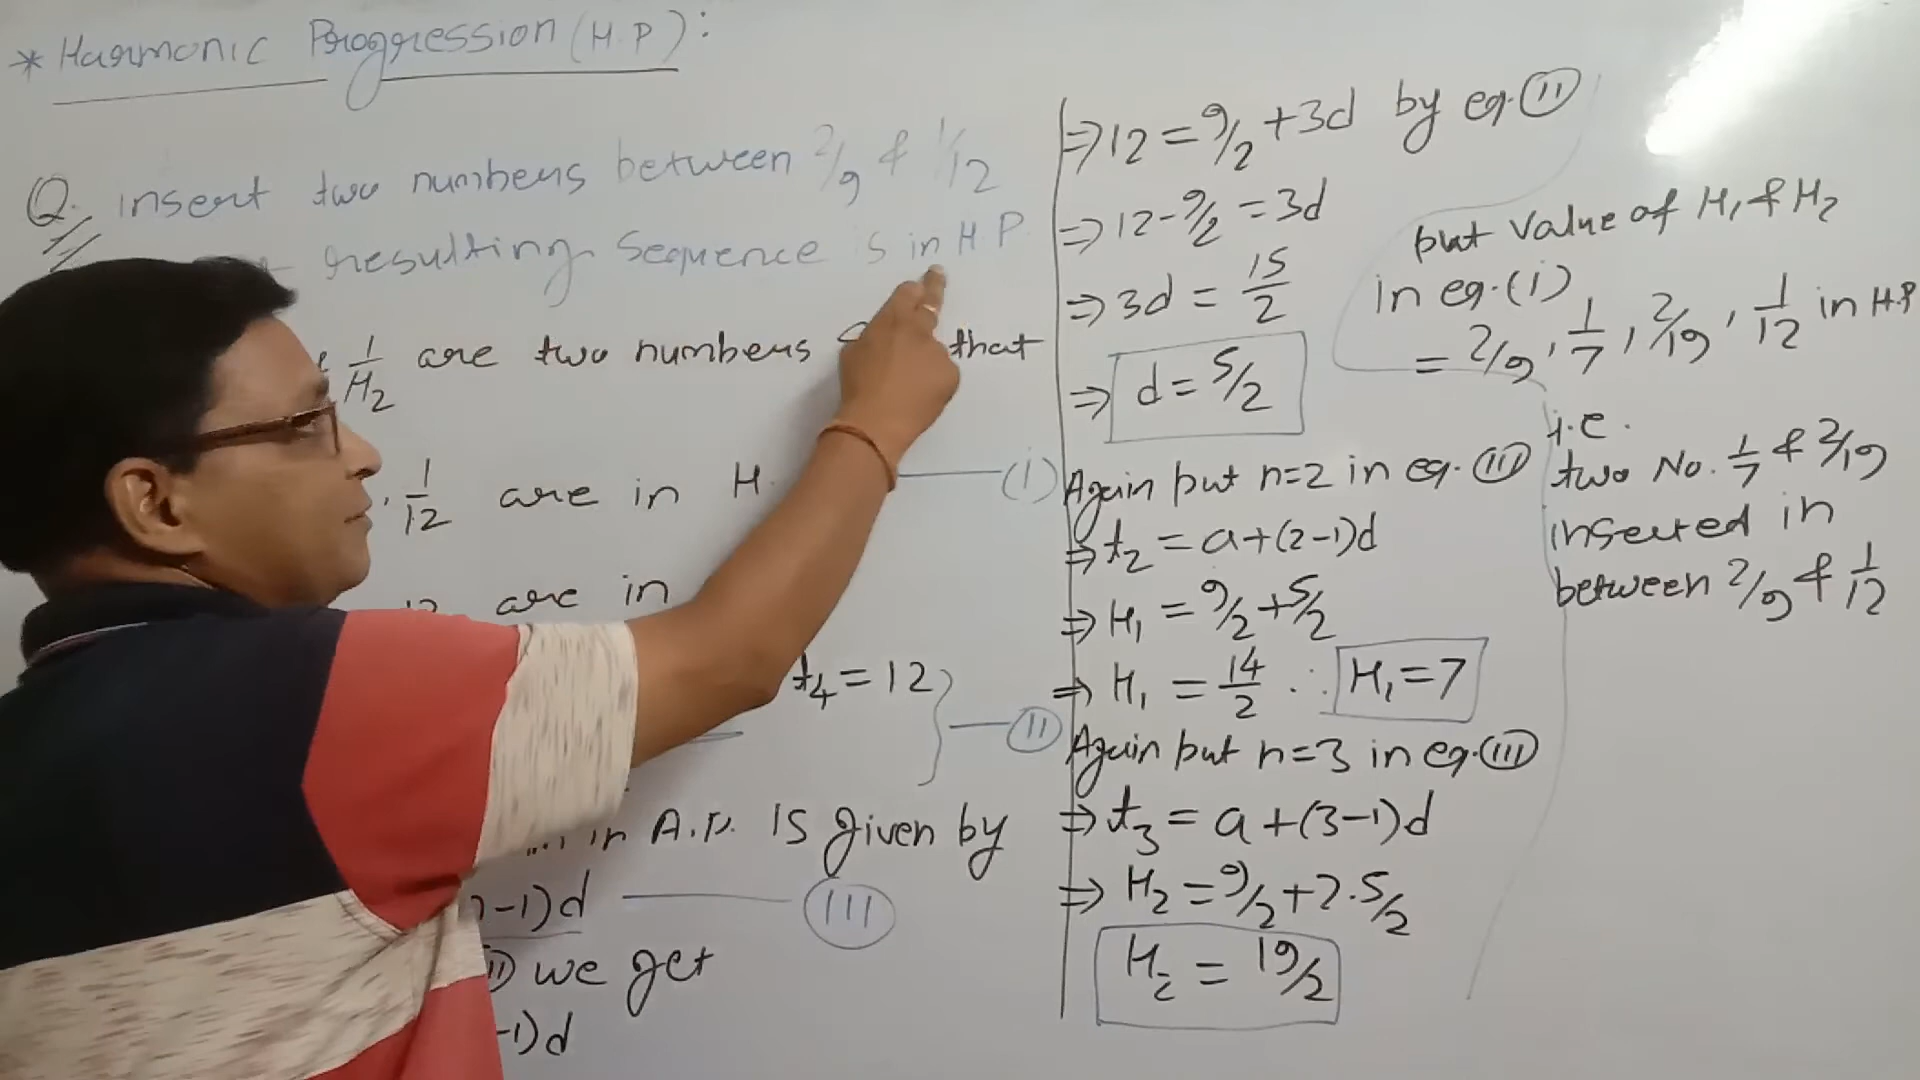 * Harmonic Progression (H.P):
Q. insert two numbers between 2/9 & 1/12
resulting sequence is in H.P.
1/H2 are two numbers that
, 1/12 are in H. —(i)
12 are in
t4 = 12 } —(II)
in A.P. is given by
-1)d —(III)
(II) we get
-1)d
⇒ 12 = 9/2 + 3d by eq. (II)
⇒ 12 - 9/2 = 3d
⇒ 3d = 15/2
⇒ d = 5/2
Again put n=2 in eq. (III)
⇒ t2 = a+(2-1)d
⇒ H1 = 9/2 + 5/2
⇒ H1 = 14/2 ∴ H1 = 7
Again put n=3 in eq. (III)
⇒ t3 = a+(3-1)d
⇒ H2 = 9/2 + 2·5/2
H2 = 19/2
put value of H1 & H2
in eq. (i)
= 2/9, 1/7, 2/19, 1/12 in H.P
i.e.
two No. 1/7 & 2/19
inserted in
between 2/9 & 1/12